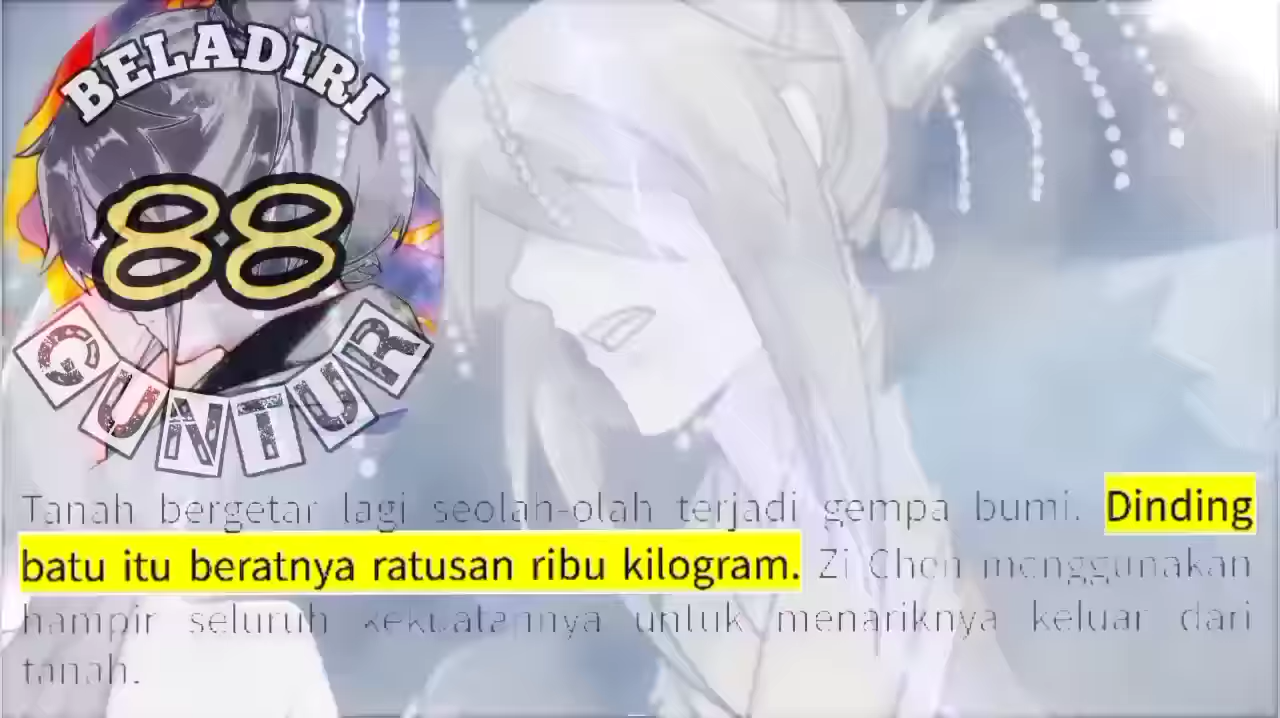 BELADIRI
88
GUNTUR
Tanah bergetar lagi seolah-olah terjadi gempa bumi. Dinding
batu itu beratnya ratusan ribu kilogram. Zi Chen menggunakan
hampir seluruh kekuatannya untuk menariknya keluar dari
tanah.